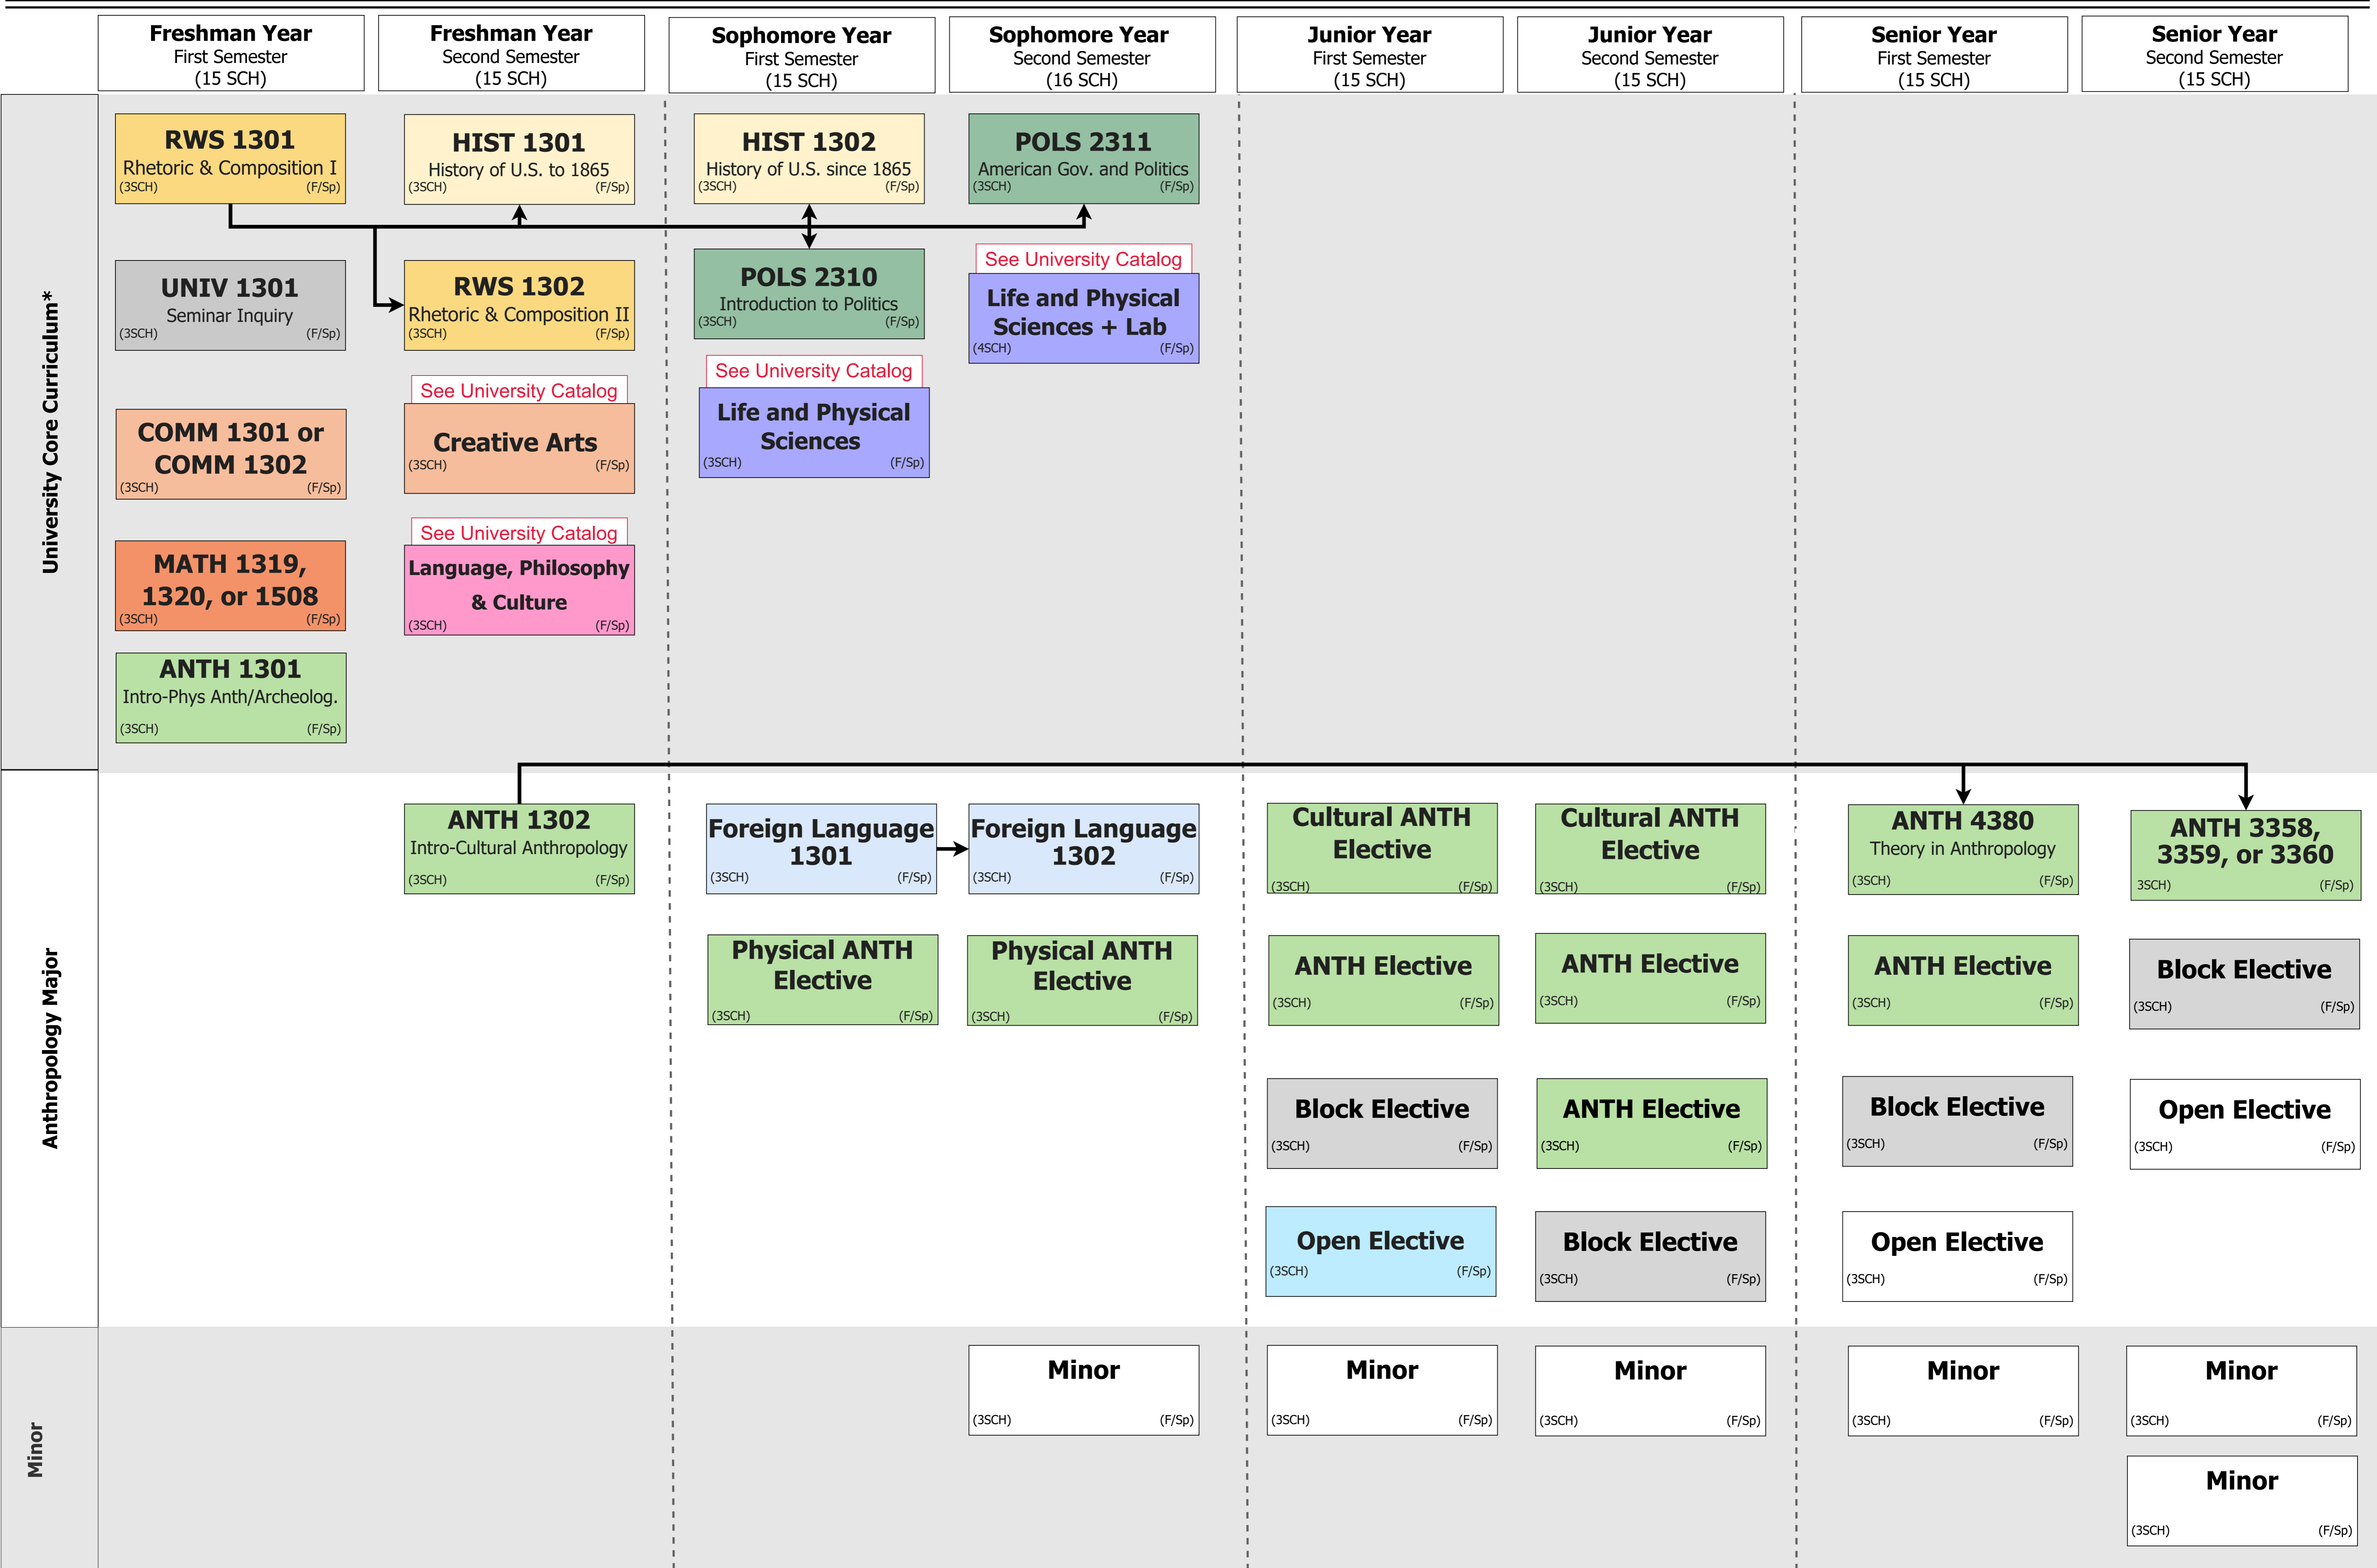 Freshman Year
First Semester
(15 SCH)
Freshman Year
Second Semester
(15 SCH)
Sophomore Year
First Semester
(15 SCH)
Sophomore Year
Second Semester
(16 SCH)
Junior Year
First Semester
(15 SCH)
Junior Year
Second Semester
(15 SCH)
Senior Year
First Semester
(15 SCH)
Senior Year
Second Semester
(15 SCH)
University Core Curriculum*
RWS 1301
Rhetoric & Composition I
(3SCH) (F/Sp)
HIST 1301
History of U.S. to 1865
(3SCH) (F/Sp)
HIST 1302
History of U.S. since 1865
(3SCH) (F/Sp)
POLS 2311
American Gov. and Politics
(3SCH) (F/Sp)
UNIV 1301
Seminar Inquiry
(3SCH) (F/Sp)
RWS 1302
Rhetoric & Composition II
(3SCH) (F/Sp)
POLS 2310
Introduction to Politics
(3SCH) (F/Sp)
See University Catalog
Life and Physical
Sciences + Lab
(4SCH) (F/Sp)
COMM 1301 or
COMM 1302
(3SCH) (F/Sp)
See University Catalog
Creative Arts
(3SCH) (F/Sp)
See University Catalog
Life and Physical
Sciences
(3SCH) (F/Sp)
MATH 1319,
1320, or 1508
(3SCH) (F/Sp)
See University Catalog
Language, Philosophy
& Culture
(3SCH) (F/Sp)
ANTH 1301
Intro-Phys Anth/Archeolog.
(3SCH) (F/Sp)
Anthropology Major
ANTH 1302
Intro-Cultural Anthropology
(3SCH) (F/Sp)
Foreign Language
1301
(3SCH) (F/Sp)
Foreign Language
1302
(3SCH) (F/Sp)
Cultural ANTH
Elective
(3SCH) (F/Sp)
Cultural ANTH
Elective
(3SCH) (F/Sp)
ANTH 4380
Theory in Anthropology
(3SCH) (F/Sp)
ANTH 3358,
3359, or 3360
3SCH) (F/Sp)
Physical ANTH
Elective
(3SCH) (F/Sp)
Physical ANTH
Elective
(3SCH) (F/Sp)
ANTH Elective
(3SCH) (F/Sp)
ANTH Elective
(3SCH) (F/Sp)
ANTH Elective
(3SCH) (F/Sp)
Block Elective
(3SCH) (F/Sp)
Block Elective
(3SCH) (F/Sp)
ANTH Elective
(3SCH) (F/Sp)
Block Elective
(3SCH) (F/Sp)
Open Elective
(3SCH) (F/Sp)
Open Elective
(3SCH) (F/Sp)
Block Elective
(3SCH) (F/Sp)
Open Elective
(3SCH) (F/Sp)
Minor
Minor
(3SCH) (F/Sp)
Minor
(3SCH) (F/Sp)
Minor
(3SCH) (F/Sp)
Minor
(3SCH) (F/Sp)
Minor
(3SCH) (F/Sp)
Minor
(3SCH) (F/Sp)